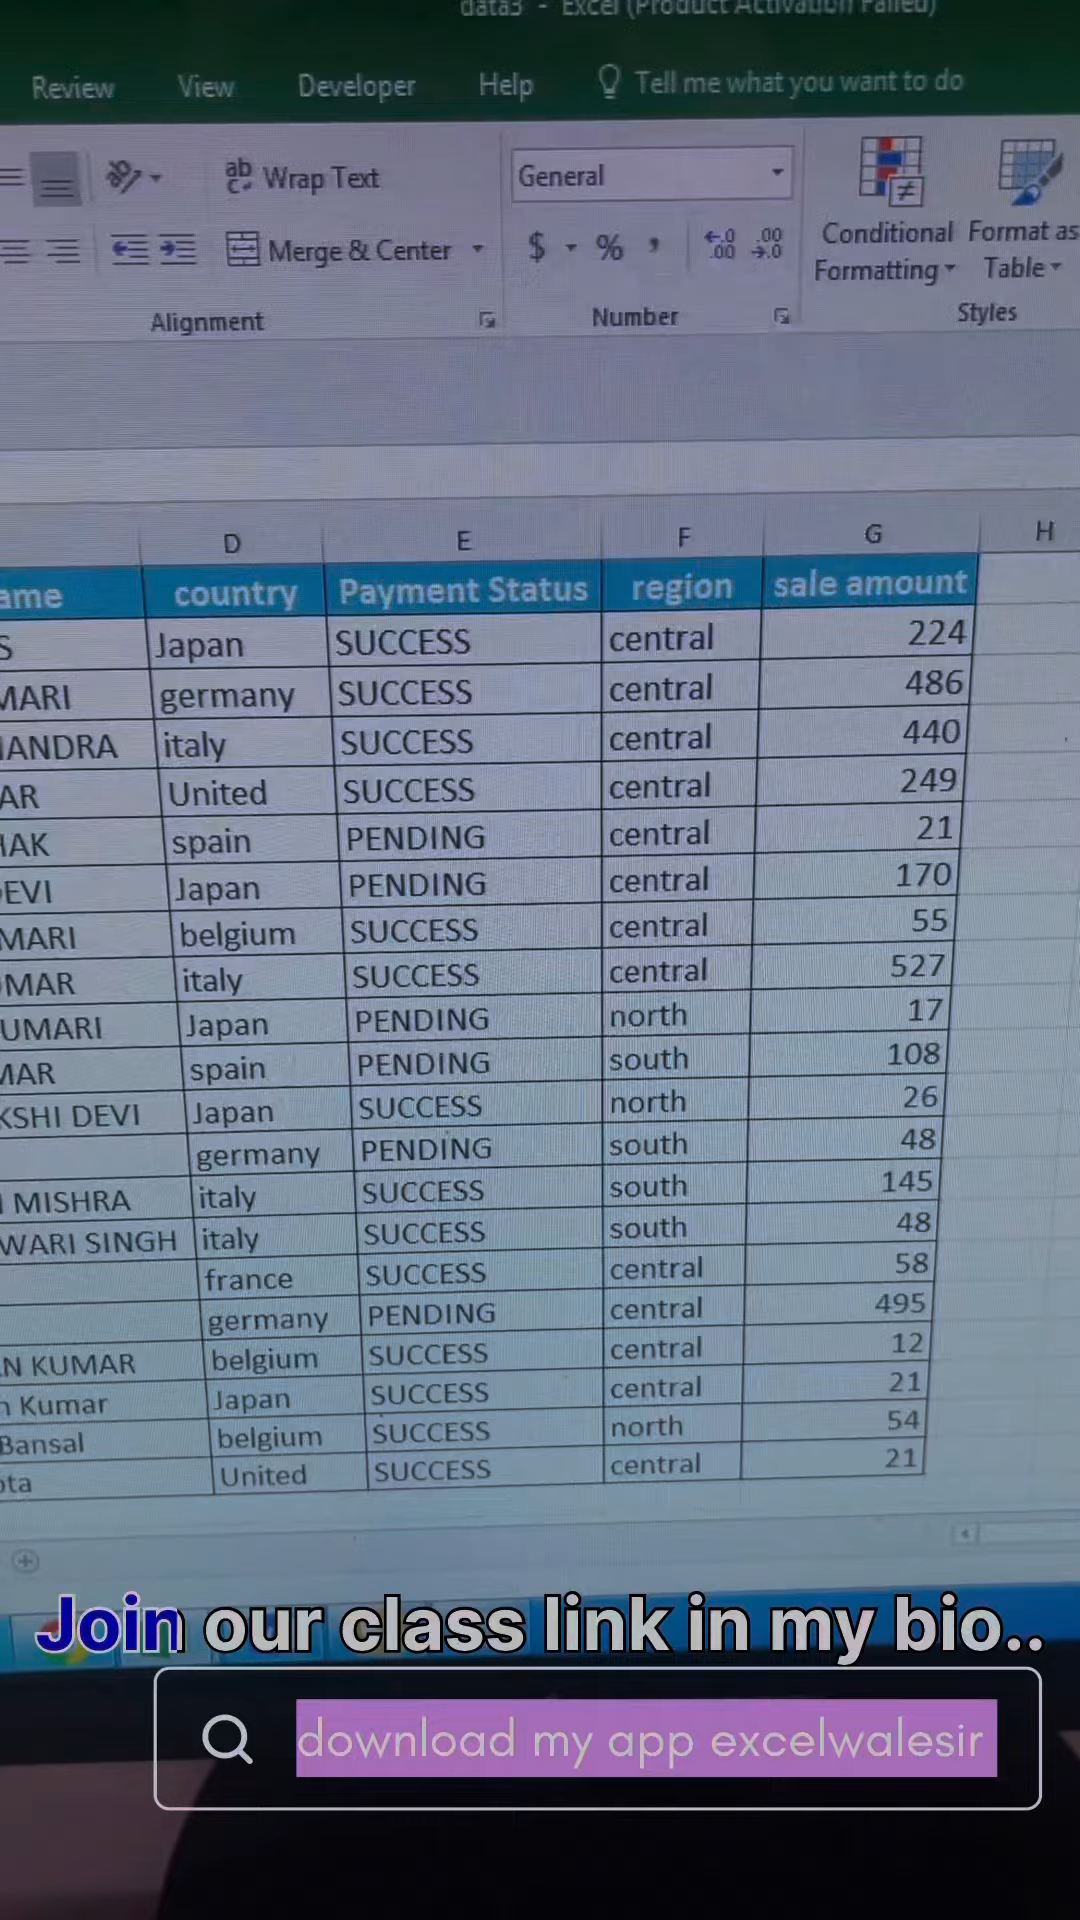 data3 - Excel (Product Activation Failed)
Review View Developer Help Tell me what you want to do
ab Wrap Text General
Merge & Center $ % , Conditional Formatting Format as Table
Alignment Number Styles
D E F G H
ame country Payment Status region sale amount
S Japan SUCCESS central 224
MARI germany SUCCESS central 486
HANDRA italy SUCCESS central 440
AR United SUCCESS central 249
HAK spain PENDING central 21
DEVI Japan PENDING central 170
MARI belgium SUCCESS central 55
OMAR italy SUCCESS central 527
UMARI Japan PENDING north 17
MAR spain PENDING south 108
KSHI DEVI Japan SUCCESS north 26
germany PENDING south 48
I MISHRA italy SUCCESS south 145
WARI SINGH italy SUCCESS south 48
france SUCCESS central 58
germany PENDING central 495
N KUMAR belgium SUCCESS central 12
n Kumar Japan SUCCESS central 21
Bansal belgium SUCCESS north 54
pta United SUCCESS central 21
Join our class link in my bio..
download my app excelwalesir